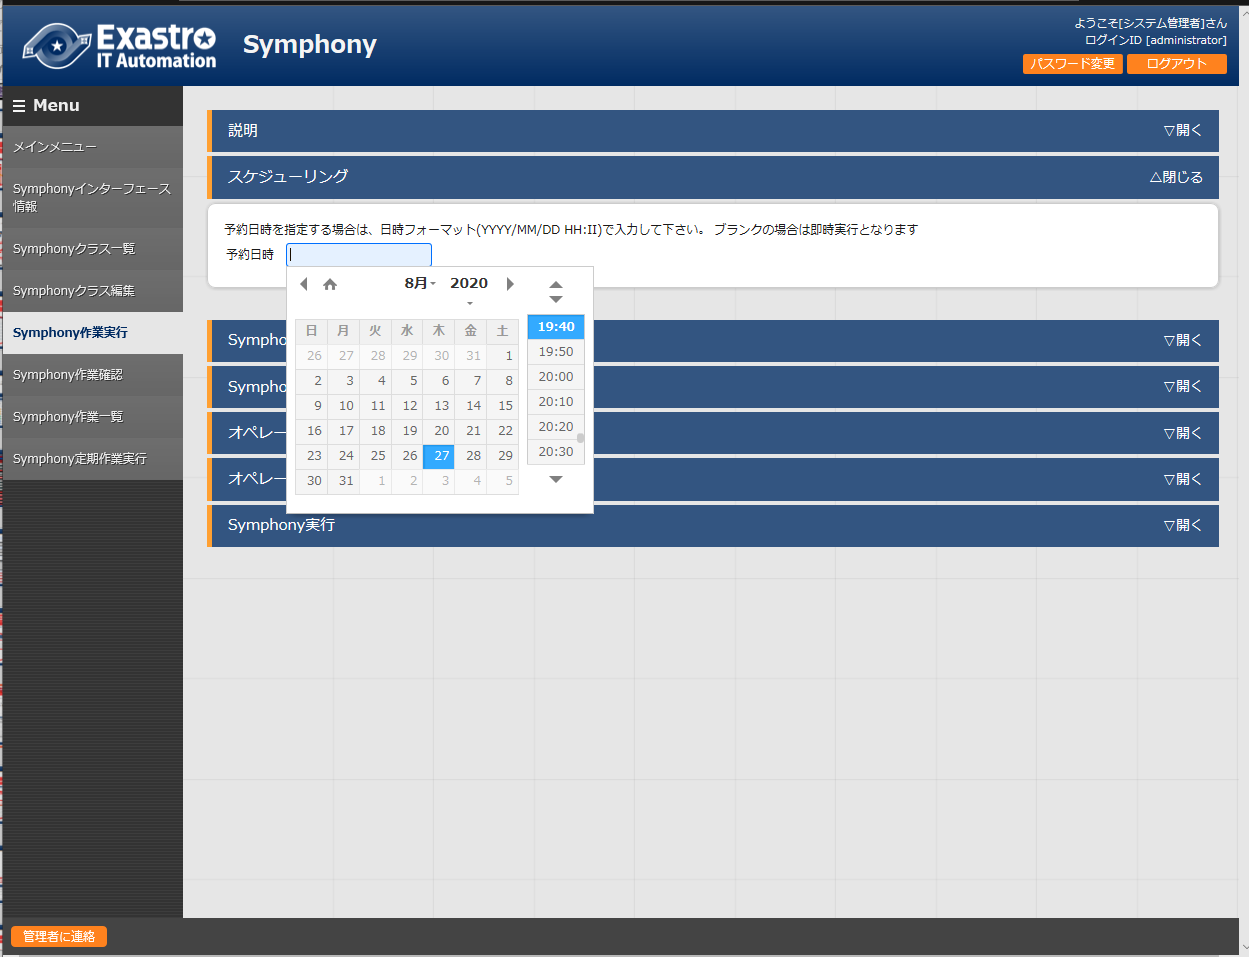 Exastro
IT Automation
Symphony
ようこそ[システム管理者]さん
ログインID [administrator]
パスワード変更 ログアウト
☰ Menu
メインメニュー
Symphonyインターフェース
情報
Symphonyクラス一覧
Symphonyクラス編集
Symphony作業実行
Symphony作業確認
Symphony作業一覧
Symphony定期作業実行
説明 ▽開く
スケジューリング △閉じる
予約日時を指定する場合は、日時フォーマット(YYYY/MM/DD HH:II)で入力して下さい。 ブランクの場合は即時実行となります
予約日時
8月 2020
日 月 火 水 木 金 土
26 27 28 29 30 31 1
2 3 4 5 6 7 8
9 10 11 12 13 14 15
16 17 18 19 20 21 22
23 24 25 26 27 28 29
30 31 1 2 3 4 5
19:40
19:50
20:00
20:10
20:20
20:30
Sympho ▽開く
Sympho ▽開く
オペレー ▽開く
オペレー ▽開く
Symphony実行 ▽開く
管理者に連絡